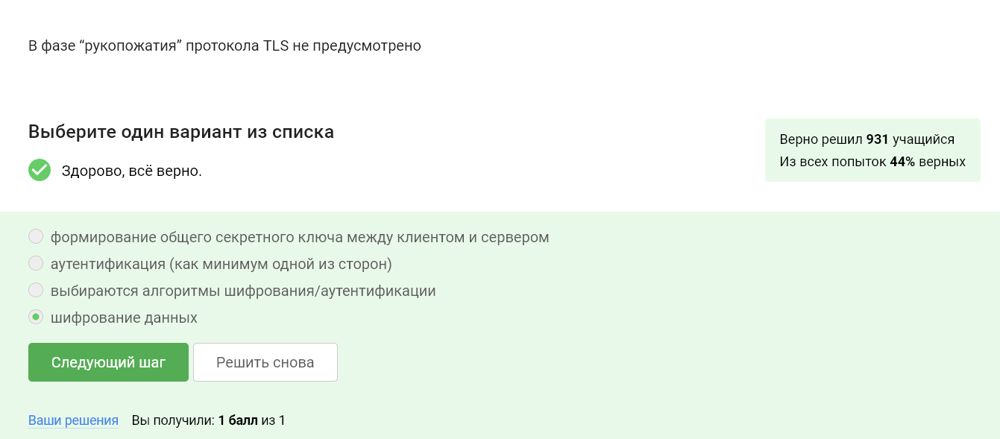 В фазе “рукопожатия” протокола TLS не предусмотрено
Выберите один вариант из списка
Здорово, всё верно.
Верно решил 931 учащийся
Из всех попыток 44% верных
формирование общего секретного ключа между клиентом и сервером
аутентификация (как минимум одной из сторон)
выбираются алгоритмы шифрования/аутентификации
шифрование данных
Следующий шаг
Решить снова
Ваши решения Вы получили: 1 балл из 1